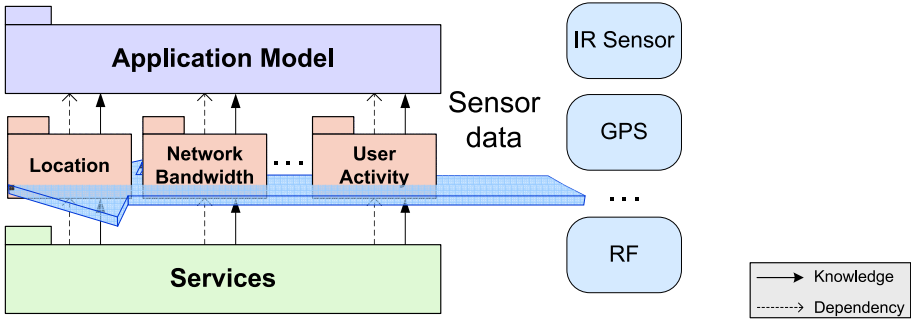 Application Model
Sensor
data
IR Sensor
GPS
...
RF
Location
Network
Bandwidth
...
User
Activity
Services
Knowledge
Dependency